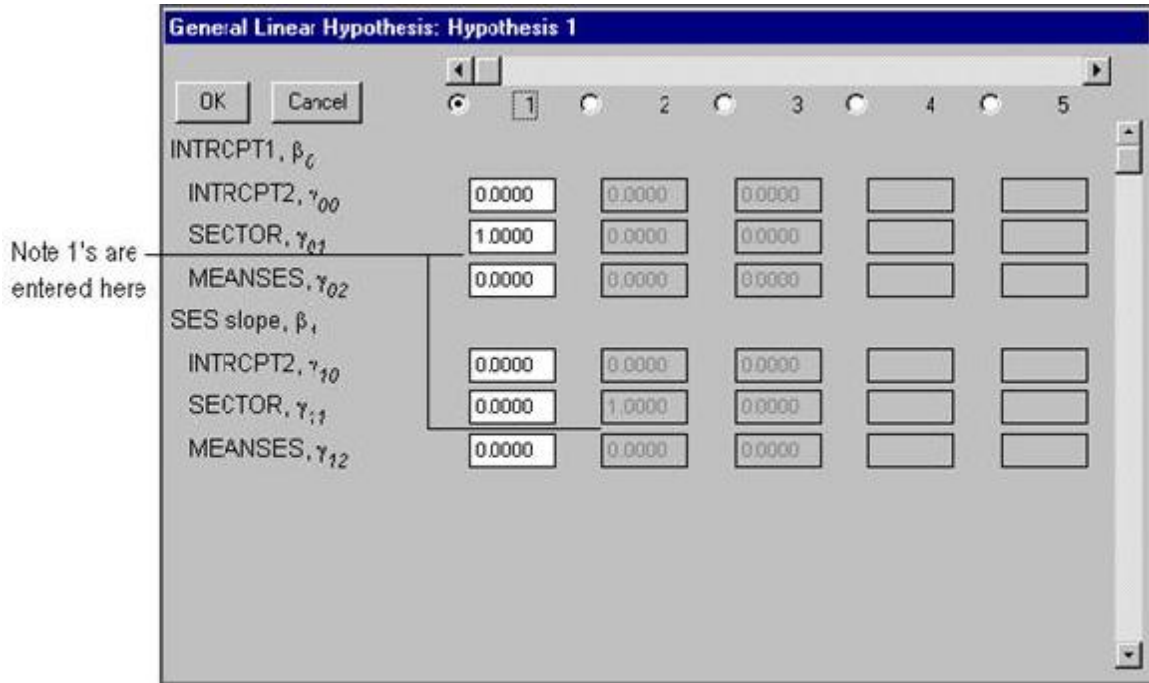 General Linear Hypothesis: Hypothesis 1
OK Cancel 1 2 3 4 5
INTRCPT1, β0
INTRCPT2, γ00 0.0000 0.0000 0.0000
SECTOR, γ01 1.0000 0.0000 0.0000
Note 1's are
entered here
MEANSES, γ02 0.0000 0.0000 0.0000
SES slope, β1
INTRCPT2, γ10 0.0000 0.0000 0.0000
SECTOR, γ11 0.0000 1.0000 0.0000
MEANSES, γ12 0.0000 0.0000 0.0000